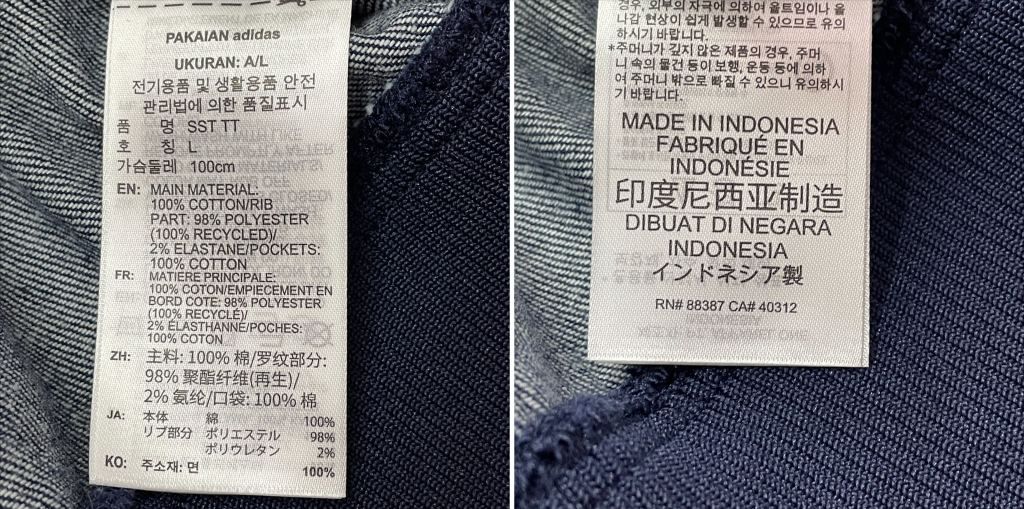 PAKAIAN adidas
UKURAN: A/L
전기용품 및 생활용품 안전
관리법에 의한 품질표시
품 명 SST TT
호 칭 L
가슴둘레 100cm
EN: MAIN MATERIAL:
100% COTTON/RIB
PART: 98% POLYESTER
(100% RECYCLED)/
2% ELASTANE/POCKETS:
100% COTTON
FR: MATIERE PRINCIPALE:
100% COTON/EMPIECEMENT EN
BORD COTE: 98% POLYESTER
(100% RECYCLÉ)/
2% ÉLASTHANNE/POCHES:
100% COTON
ZH: 主料: 100% 棉/罗纹部分:
98% 聚酯纤维(再生)/
2% 氨纶/口袋: 100% 棉
JA: 本体 綿 100%
リブ部分 ポリエステル 98%
ポリウレタン 2%
KO: 주소재: 면 100%
경우, 외부의 자극에 의하여 올트임이나 올
나감 현상이 쉽게 발생할 수 있으므로 유의
하시기 바랍니다.
*주머니가 깊지 않은 제품의 경우, 주머
니 속의 물건 등이 보행, 운동 등에 의하
여 주머니 밖으로 빠질 수 있으니 유의하시
기 바랍니다.
MADE IN INDONESIA
FABRIQUÉ EN
INDONÉSIE
印度尼西亚制造
DIBUAT DI NEGARA
INDONESIA
インドネシア製
RN# 88387 CA# 40312